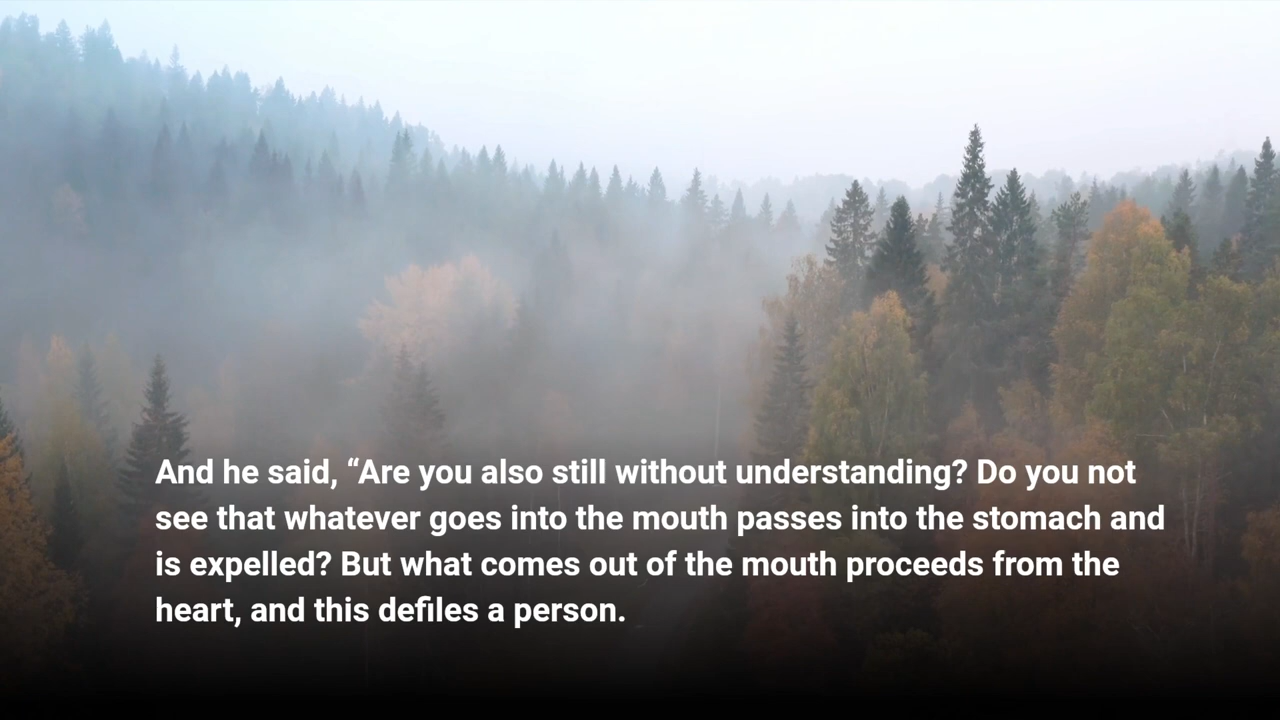 And he said, “Are you also still without understanding? Do you not
see that whatever goes into the mouth passes into the stomach and
is expelled? But what comes out of the mouth proceeds from the
heart, and this defiles a person.